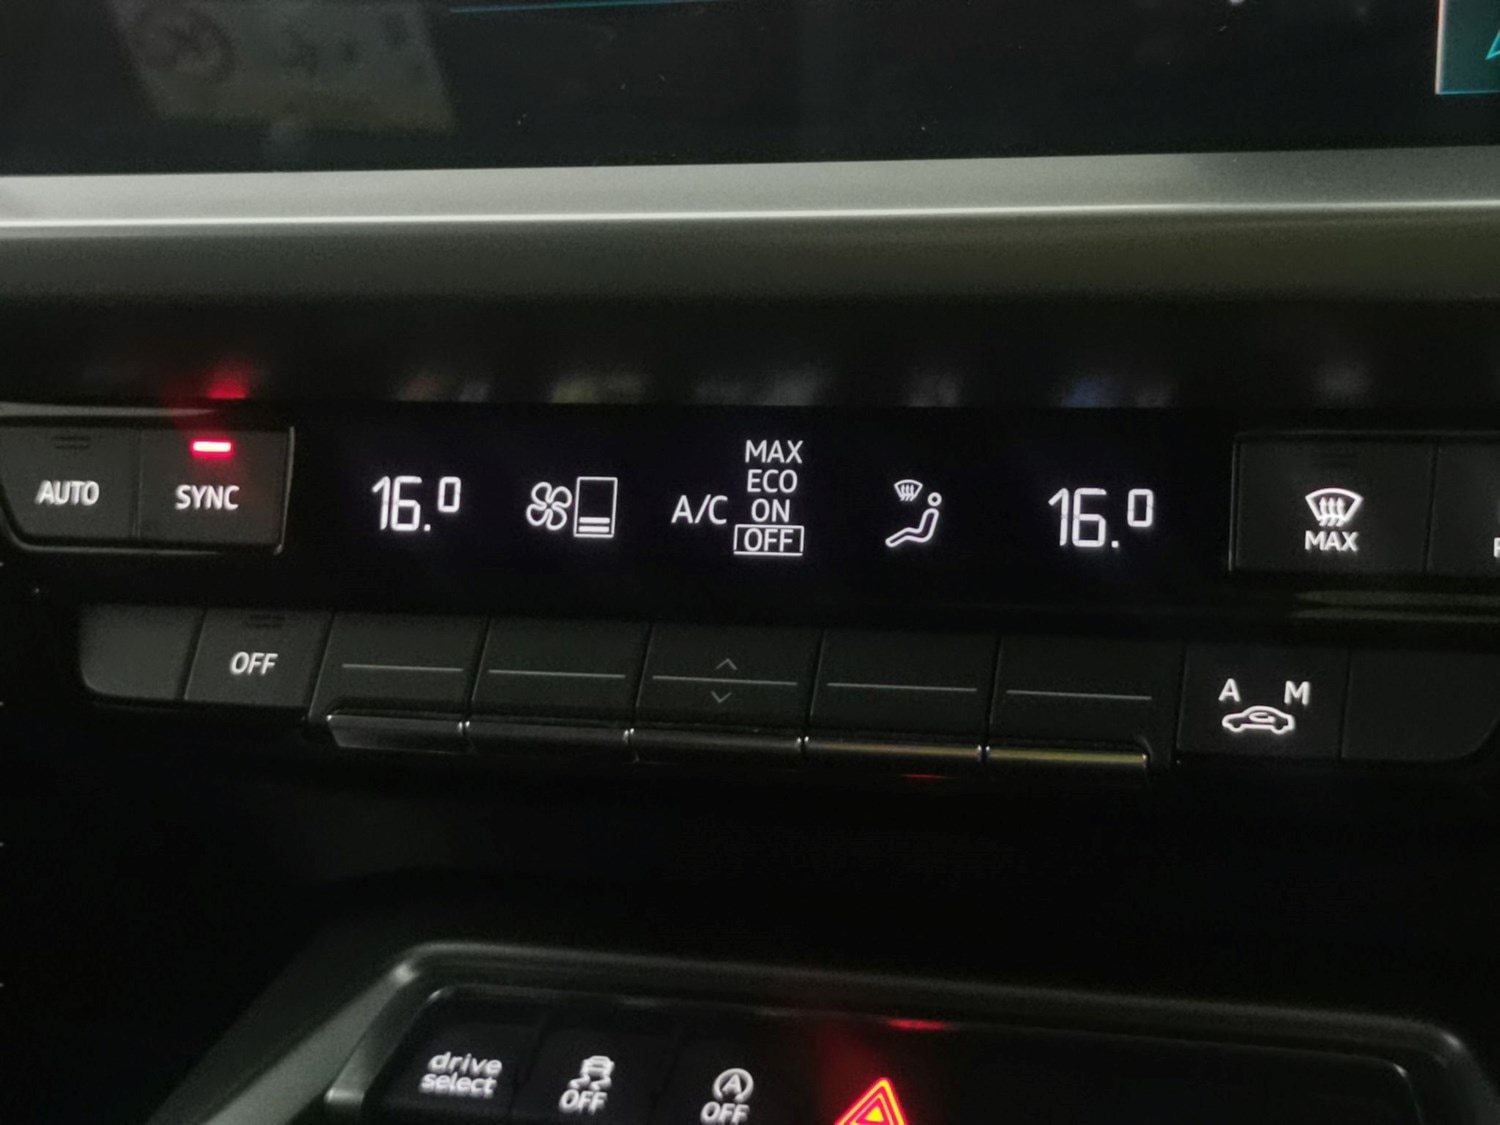 AUTO
SYNC
16.0
A/C
MAX
ECO
ON
OFF
16.0
MAX
OFF
A M
drive
select
OFF
A
OFF